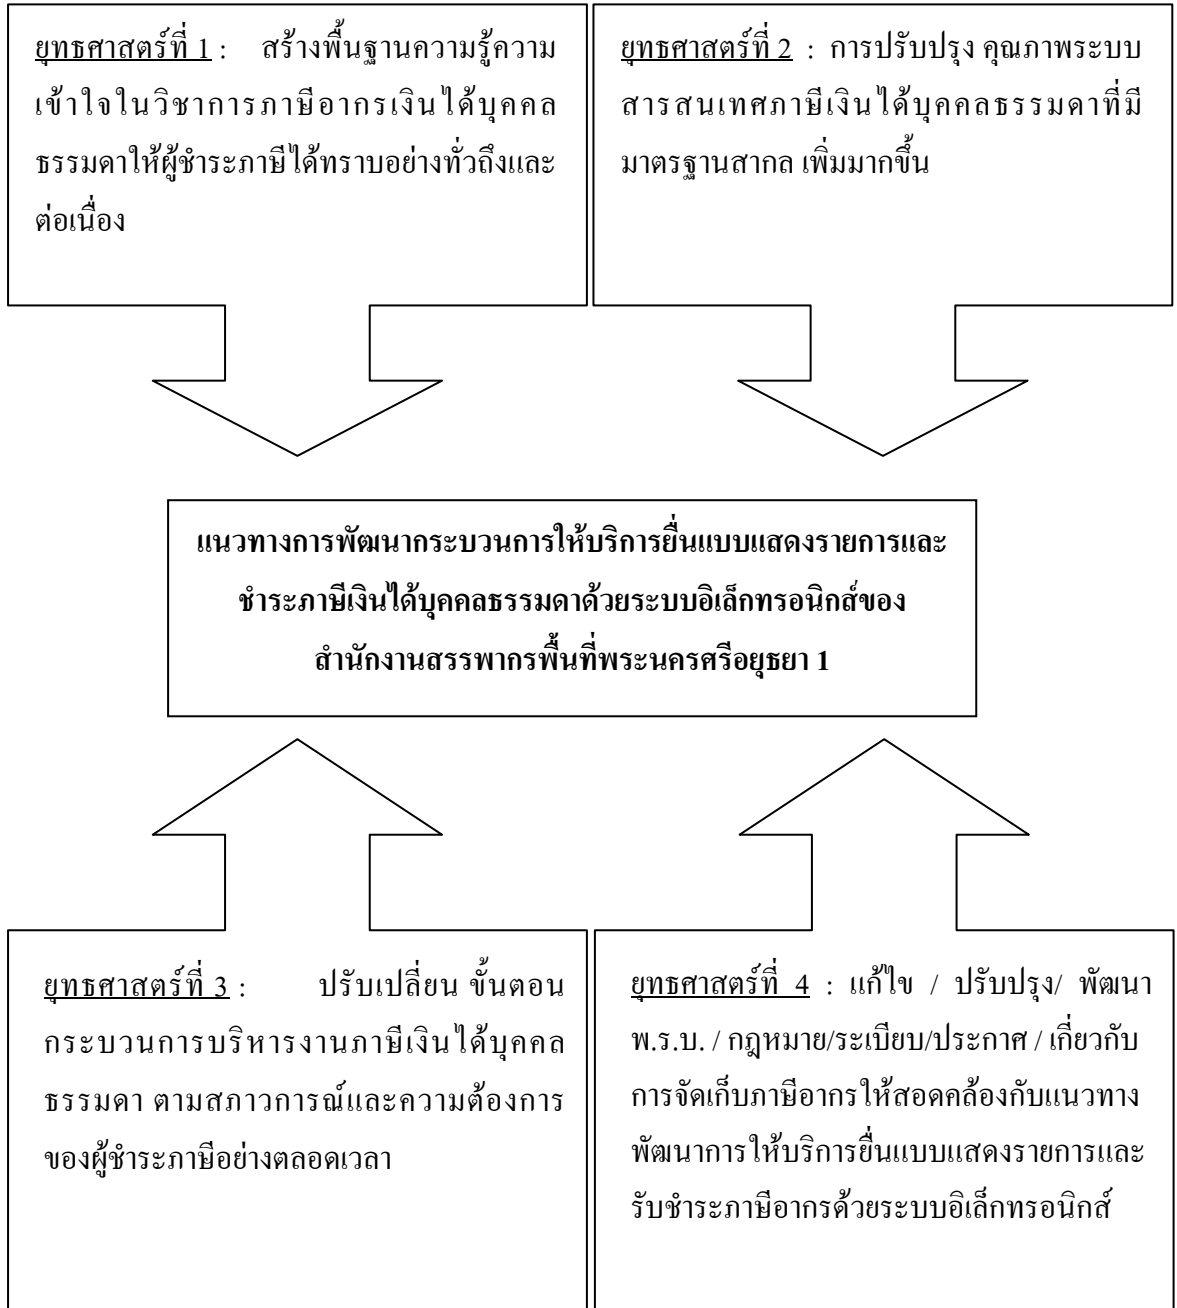 ยุทธศาสตร์ที่ 1 : สร้างพื้นฐานความรู้ความ
เข้าใจในวิชาการภาษีอากรเงินได้บุคคล
ธรรมดาให้ผู้ชำระภาษีได้ทราบอย่างทั่วถึงและ
ต่อเนื่อง
ยุทธศาสตร์ที่ 2 : การปรับปรุง คุณภาพระบบ
สารสนเทศภาษีเงินได้บุคคลธรรมดาที่มี
มาตรฐานสากล เพิ่มมากขึ้น
แนวทางการพัฒนากระบวนการให้บริการยื่นแบบแสดงรายการและ
ชำระภาษีเงินได้บุคคลธรรมดาด้วยระบบอิเล็กทรอนิกส์ของ
สำนักงานสรรพากรพื้นที่พระนครศรีอยุธยา 1
ยุทธศาสตร์ที่ 3 : ปรับเปลี่ยน ขั้นตอน
กระบวนการบริหารงานภาษีเงินได้บุคคล
ธรรมดา ตามสภาวการณ์และความต้องการ
ของผู้ชำระภาษีอย่างตลอดเวลา
ยุทธศาสตร์ที่ 4 : แก้ไข / ปรับปรุง/ พัฒนา
พ.ร.บ. / กฎหมาย/ระเบียบ/ประกาศ / เกี่ยวกับ
การจัดเก็บภาษีอากรให้สอดคล้องกับแนวทาง
พัฒนาการให้บริการยื่นแบบแสดงรายการและ
รับชำระภาษีอากรด้วยระบบอิเล็กทรอนิกส์